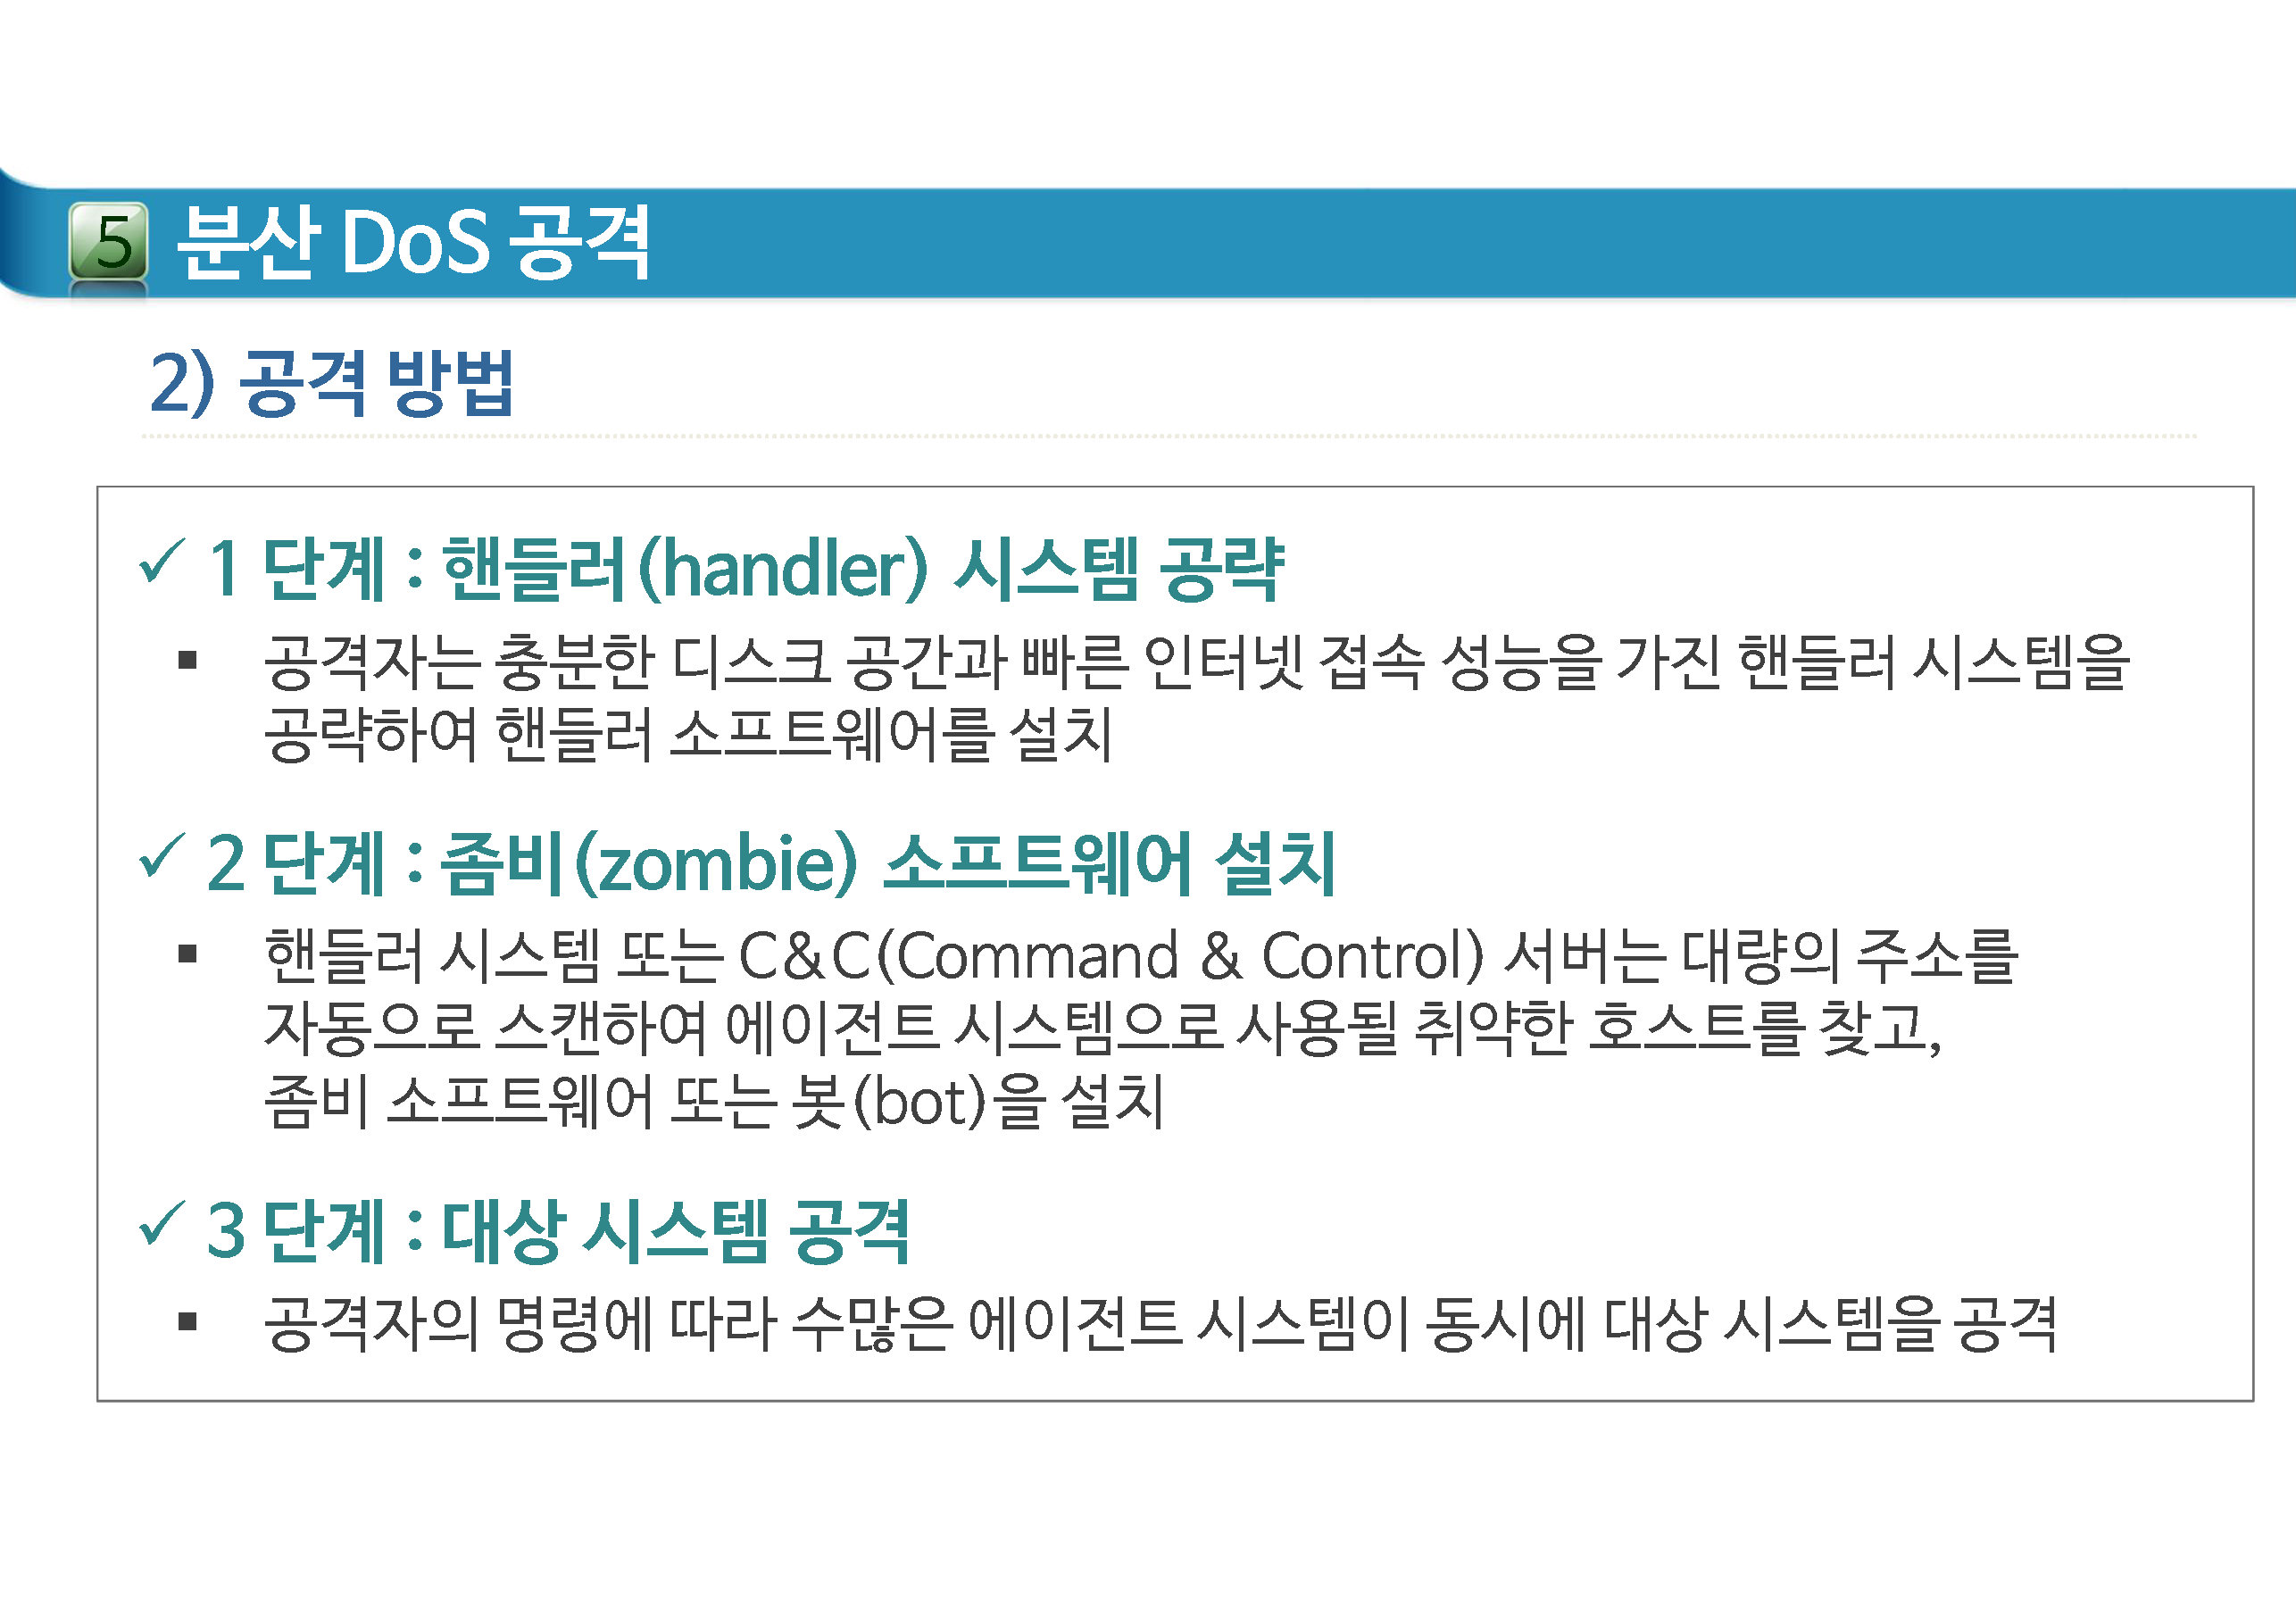 5 분산 DoS 공격
2) 공격 방법
✓ 1 단계 : 핸들러(handler) 시스템 공략
▪ 공격자는 충분한 디스크 공간과 빠른 인터넷 접속 성능을 가진 핸들러 시스템을
공략하여 핸들러 소프트웨어를 설치
✓ 2 단계 : 좀비(zombie) 소프트웨어 설치
▪ 핸들러 시스템 또는 C&C(Command & Control) 서버는 대량의 주소를
자동으로 스캔하여 에이전트 시스템으로 사용될 취약한 호스트를 찾고,
좀비 소프트웨어 또는 봇(bot)을 설치
✓ 3 단계 : 대상 시스템 공격
▪ 공격자의 명령에 따라 수많은 에이전트 시스템이 동시에 대상 시스템을 공격